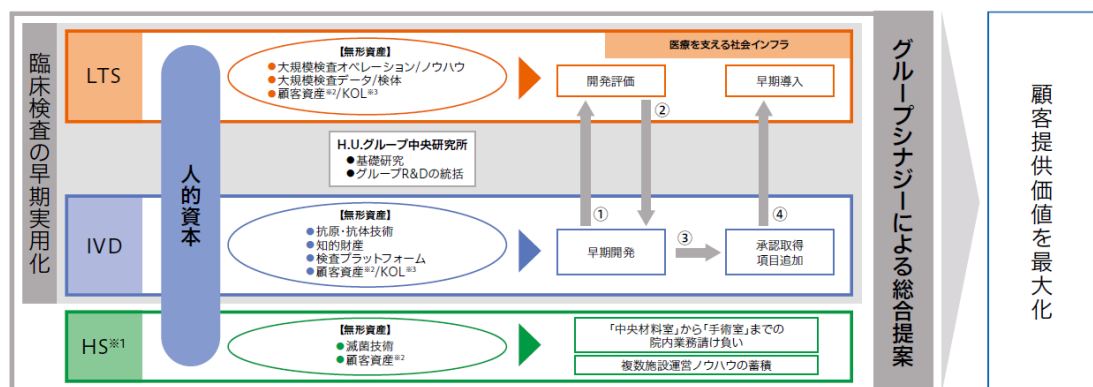 臨床検査の早期実用化
LTS
人的資本
【無形資産】
●大規模検査オペレーション/ノウハウ
●大規模検査データ/検体
●顧客資産※2/KOL※3
医療を支える社会インフラ
開発評価
早期導入
②
H.U.グループ中央研究所
●基礎研究
●グループR&Dの統括
①
④
IVD
【無形資産】
●抗原・抗体技術
●知的財産
●検査プラットフォーム
●顧客資産※2/KOL※3
早期開発
③
承認取得
項目追加
HS※1
【無形資産】
●滅菌技術
●顧客資産※2
「中央材料室」から「手術室」までの
院内業務請け負い
複数施設運営ノウハウの蓄積
グループシナジーによる総合提案
顧客提供価値を最大化